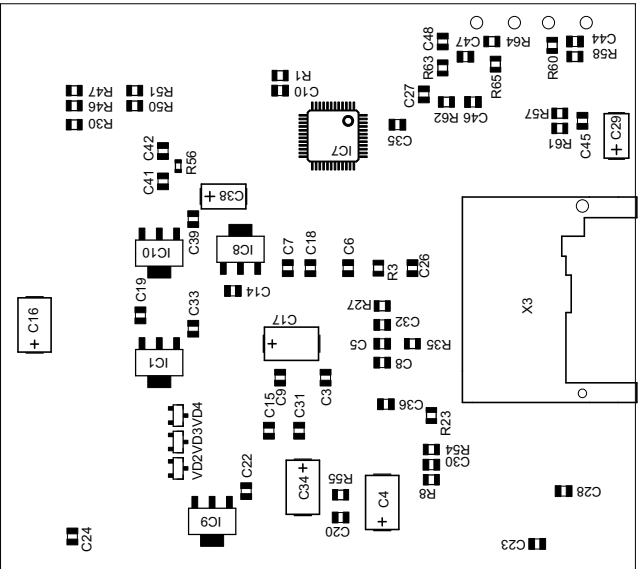 C48
C47
R64
R60
C44
R58
R63
R65
R1
C10
C27
R62
C46
R47
R51
R46
R50
R30
IC7
C35
R57
R61
C45
C29
C42
R56
C41
+ C38
C39
IC10
IC8
C7
C18
C6
R3
C26
X3
C14
C19
C33
R27
C32
C17
+
C16
+
IC1
C5
R35
C8
C9
C3
C36
R23
VD2VD3VD4
C15
C31
R54
C30
R8
C22
C34 +
R55
C4
+
C28
IC9
C20
C24
C23